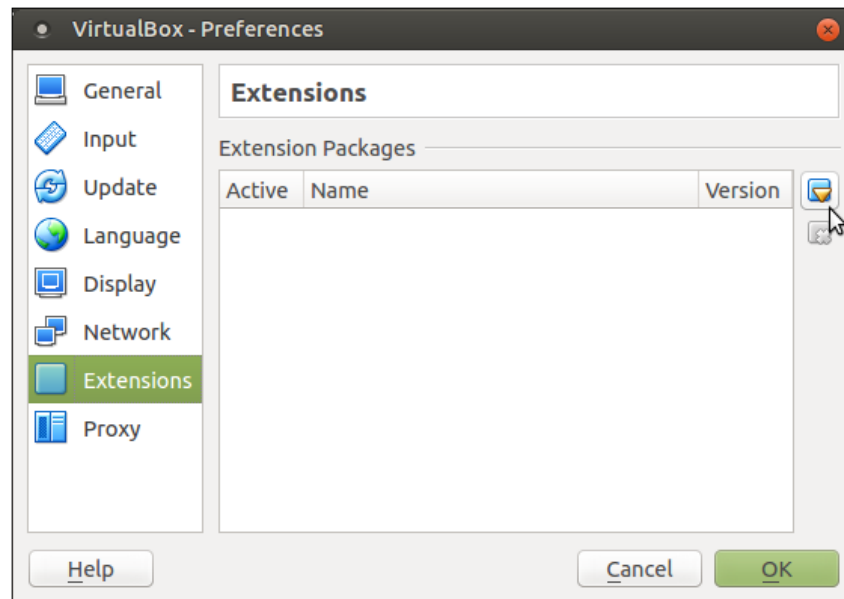 VirtualBox - Preferences
General
Input
Update
Language
Display
Network
Extensions
Proxy
Extensions
Extension Packages
Active Name Version
Help Cancel OK